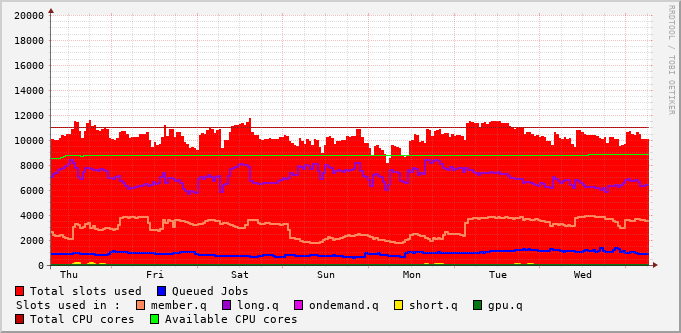 20000
18000
16000
14000
12000
10000
8000
6000
4000
2000
0
Thu Fri Sat Sun Mon Tue Wed
RRDTOOL / TOBI OETIKER
Total slots used Queued Jobs
Slots used in : member.q long.q ondemand.q short.q gpu.q
Total CPU cores Available CPU cores